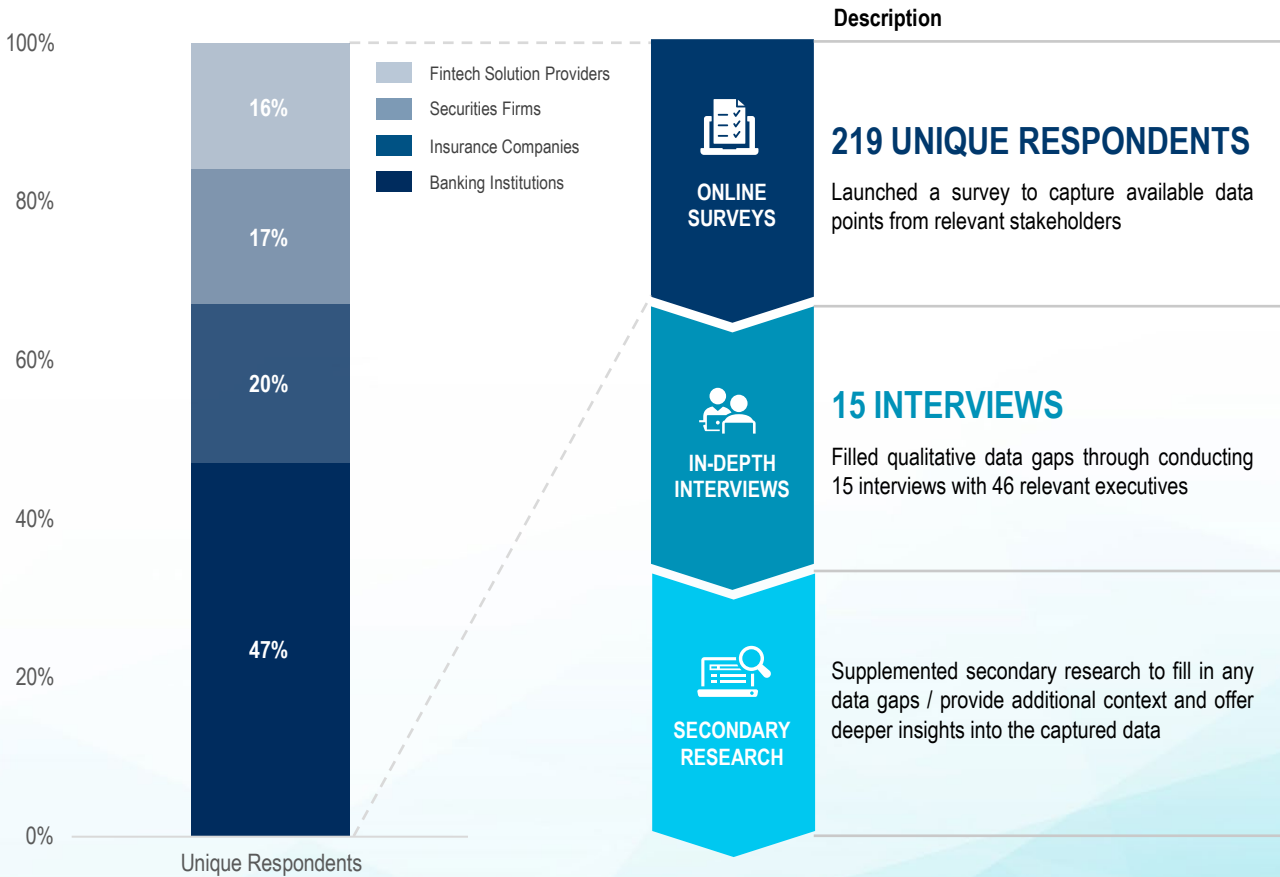 Description
100%
80%
60%
40%
20%
0%
16%
17%
20%
47%
Unique Respondents
Fintech Solution Providers
Securities Firms
Insurance Companies
Banking Institutions
ONLINE
SURVEYS
219 UNIQUE RESPONDENTS
Launched a survey to capture available data
points from relevant stakeholders
IN-DEPTH
INTERVIEWS
15 INTERVIEWS
Filled qualitative data gaps through conducting
15 interviews with 46 relevant executives
SECONDARY
RESEARCH
Supplemented secondary research to fill in any
data gaps / provide additional context and offer
deeper insights into the captured data